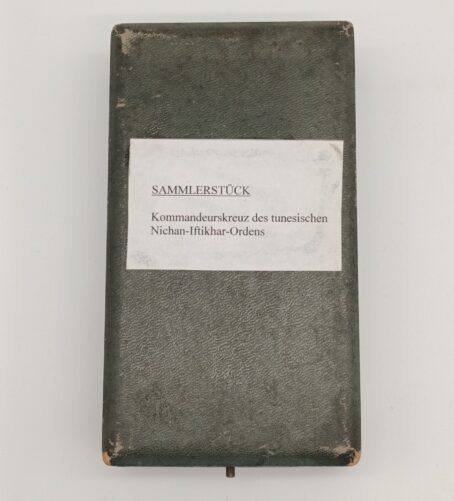 SAMMLERSTÜCK
Kommandeurskreuz des tunesischen
Nichan-Iftikhar-Ordens